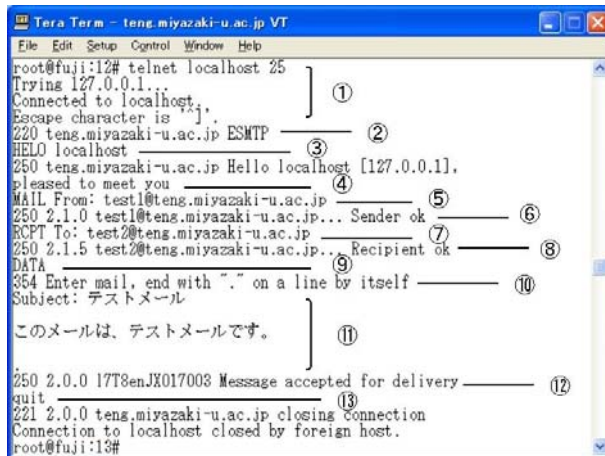 Tera Term - teng.miyazaki-u.ac.jp VT
File Edit Setup Control Window Help
root@fuji:12# telnet localhost 25
Trying 127.0.0.1...
Connected to localhost.
Escape character is '^]'.
①
220 teng.miyazaki-u.ac.jp ESMTP ②
HELO localhost ③
250 teng.miyazaki-u.ac.jp Hello localhost [127.0.0.1],
pleased to meet you ④
MAIL From: test1@teng.miyazaki-u.ac.jp ⑤
250 2.1.0 test1@teng.miyazaki-u.ac.jp... Sender ok ⑥
RCPT To: test2@teng.miyazaki-u.ac.jp ⑦
250 2.1.5 test2@teng.miyazaki-u.ac.jp... Recipient ok ⑧
DATA ⑨
354 Enter mail, end with "." on a line by itself ⑩
Subject: テストメール
このメールは、テストメールです。 ⑪
.
250 2.0.0 l7T8enJX017003 Message accepted for delivery ⑫
quit ⑬
221 2.0.0 teng.miyazaki-u.ac.jp closing connection
Connection to localhost closed by foreign host.
root@fuji:13#